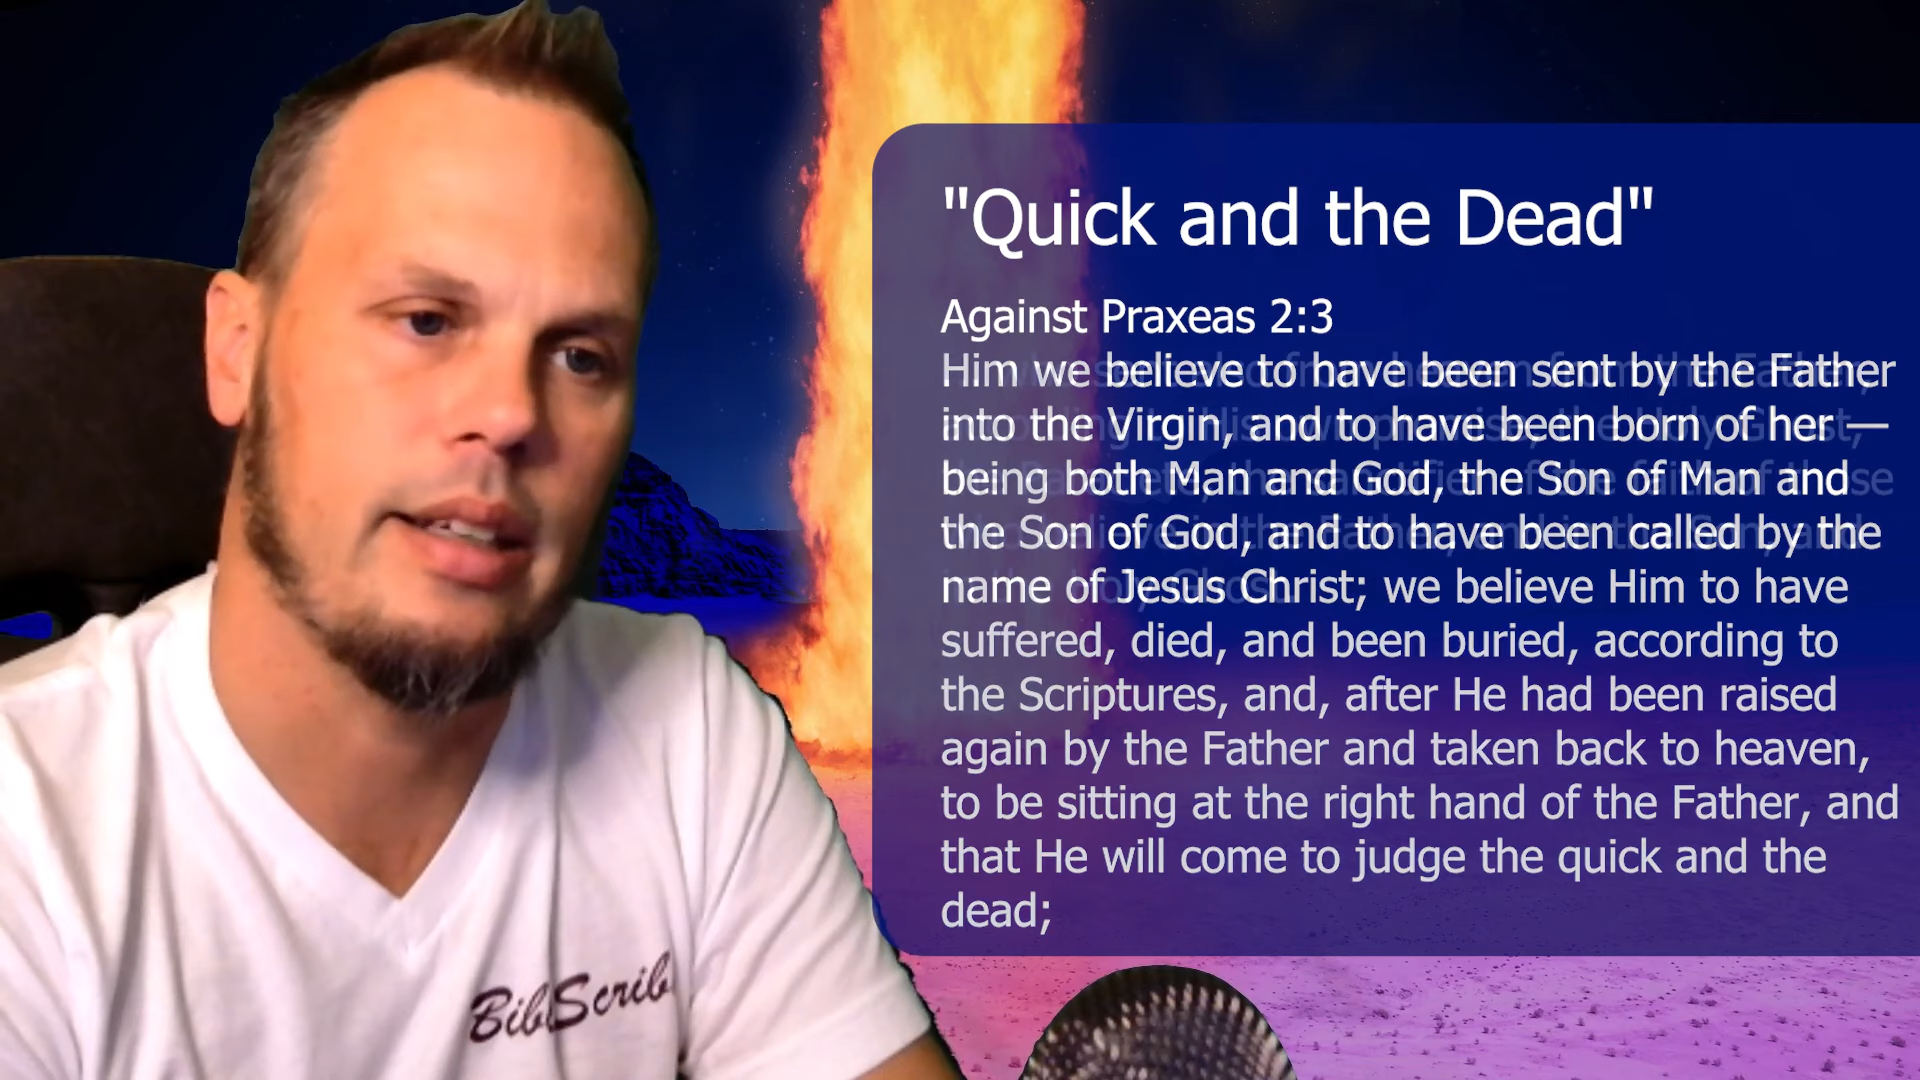 "Quick and the Dead"
Against Praxeas 2:3
Him we believe to have been sent by the Father
into the Virgin, and to have been born of her —
being both Man and God, the Son of Man and
the Son of God, and to have been called by the
name of Jesus Christ; we believe Him to have
suffered, died, and been buried, according to
the Scriptures, and, after He had been raised
again by the Father and taken back to heaven,
to be sitting at the right hand of the Father, and
that He will come to judge the quick and the
dead;